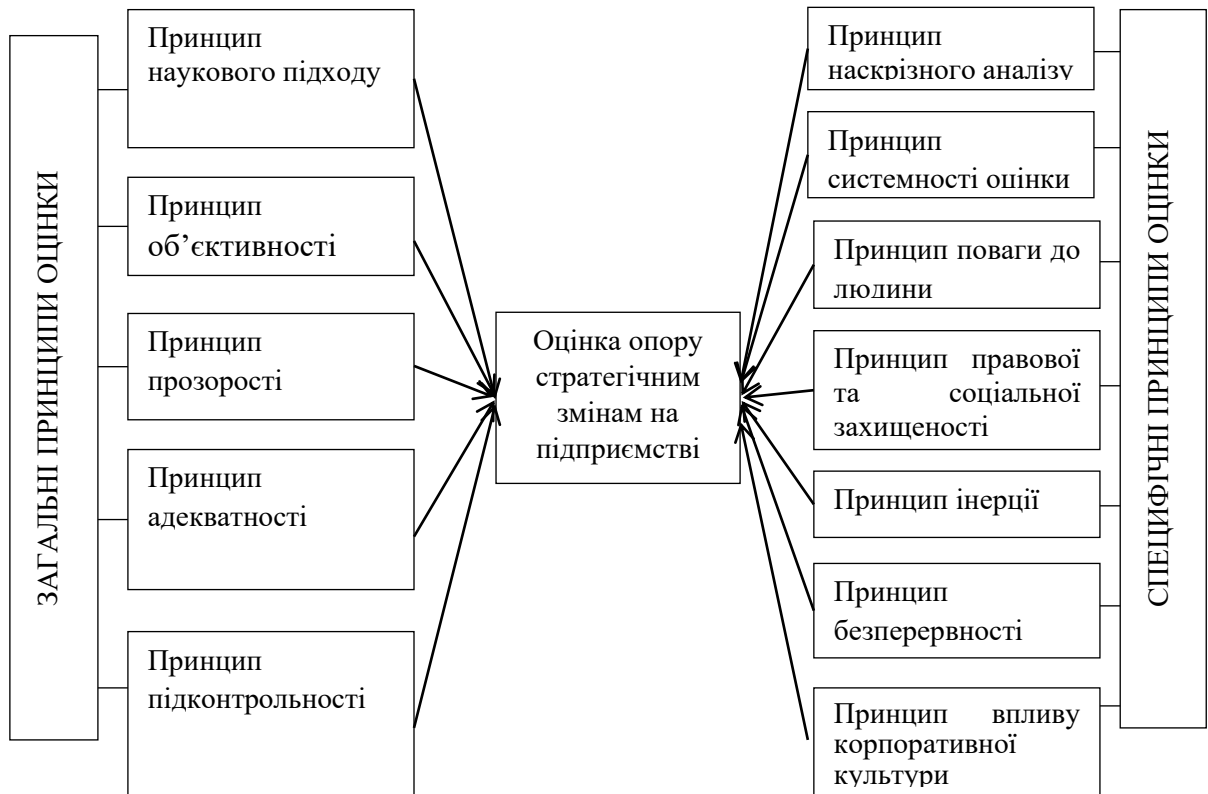 ЗАГАЛЬНІ ПРИНЦИПИ ОЦІНКИ
Принцип
наукового підходу
Принцип
об’єктивності
Принцип
прозорості
Принцип
адекватності
Принцип
підконтрольності
Оцінка опору
стратегічним
змінам на
підприємстві
Принцип
наскрізного аналізу
Принцип
системності оцінки
Принцип поваги до
людини
Принцип правової
та соціальної
захищеності
Принцип інерції
Принцип
безперервності
Принцип впливу
корпоративної
культури
СПЕЦИФІЧНІ ПРИНЦИПИ ОЦІНКИ